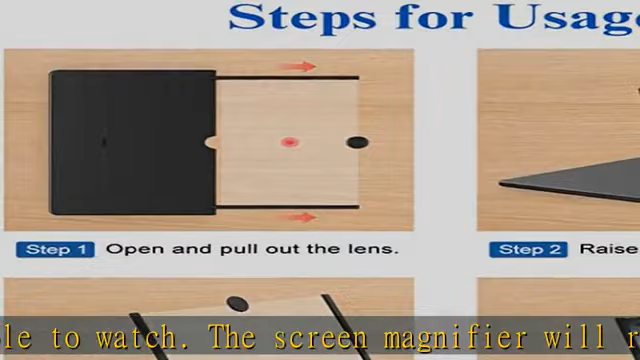 Steps for Usag
Step 1 Open and pull out the lens.
Step 2 Raise
le to watch. The screen magnifier will r